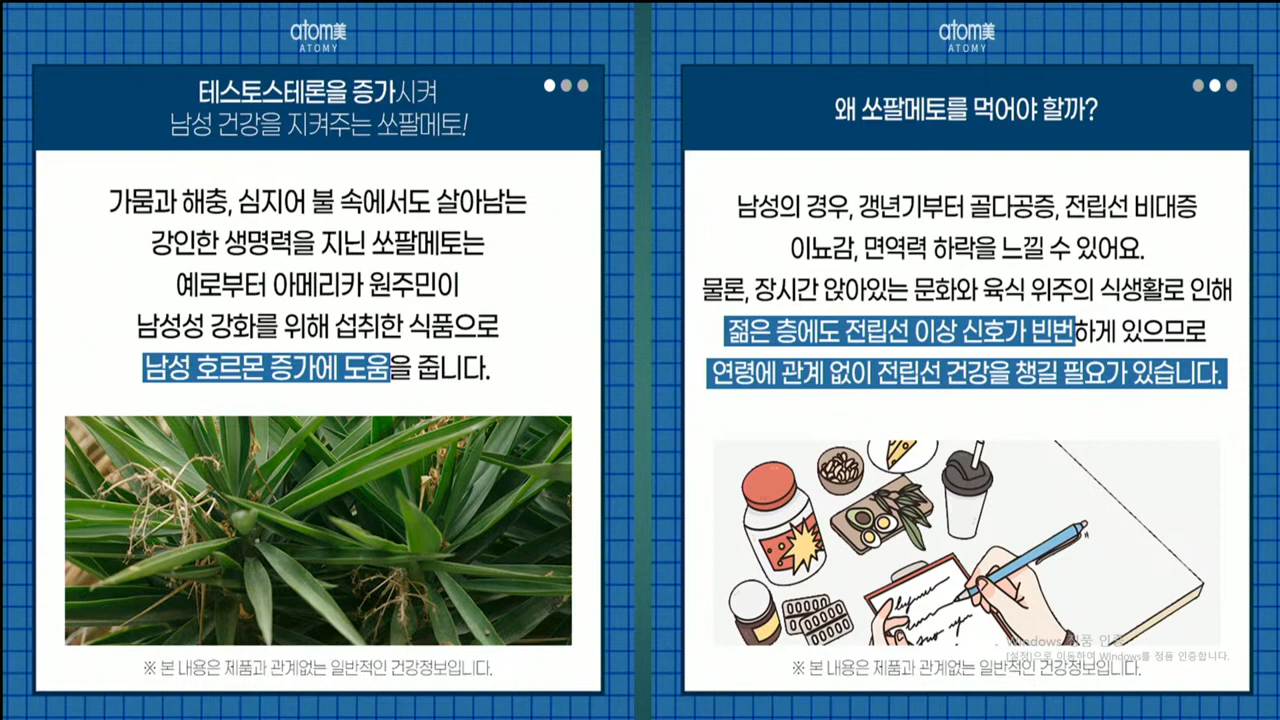 atom美
ATOMY
테스토스테론을 증가시켜
남성 건강을 지켜주는 쏘팔메토!
가뭄과 해충, 심지어 불 속에서도 살아남는
강인한 생명력을 지닌 쏘팔메토는
예로부터 아메리카 원주민이
남성성 강화를 위해 섭취한 식품으로
남성 호르몬 증가에 도움을 줍니다.
※ 본 내용은 제품과 관계없는 일반적인 건강정보입니다.
atom美
ATOMY
왜 쏘팔메토를 먹어야 할까?
남성의 경우, 갱년기부터 골다공증, 전립선 비대증
이뇨감, 면역력 하락을 느낄 수 있어요.
물론, 장시간 앉아있는 문화와 육식 위주의 식생활로 인해
젊은 층에도 전립선 이상 신호가 빈번하게 있으므로
연령에 관계 없이 전립선 건강을 챙길 필요가 있습니다.
Windows 정품 인증
[설정]으로 이동하여 Windows를 정품 인증합니다.
※ 본 내용은 제품과 관계없는 일반적인 건강정보입니다.